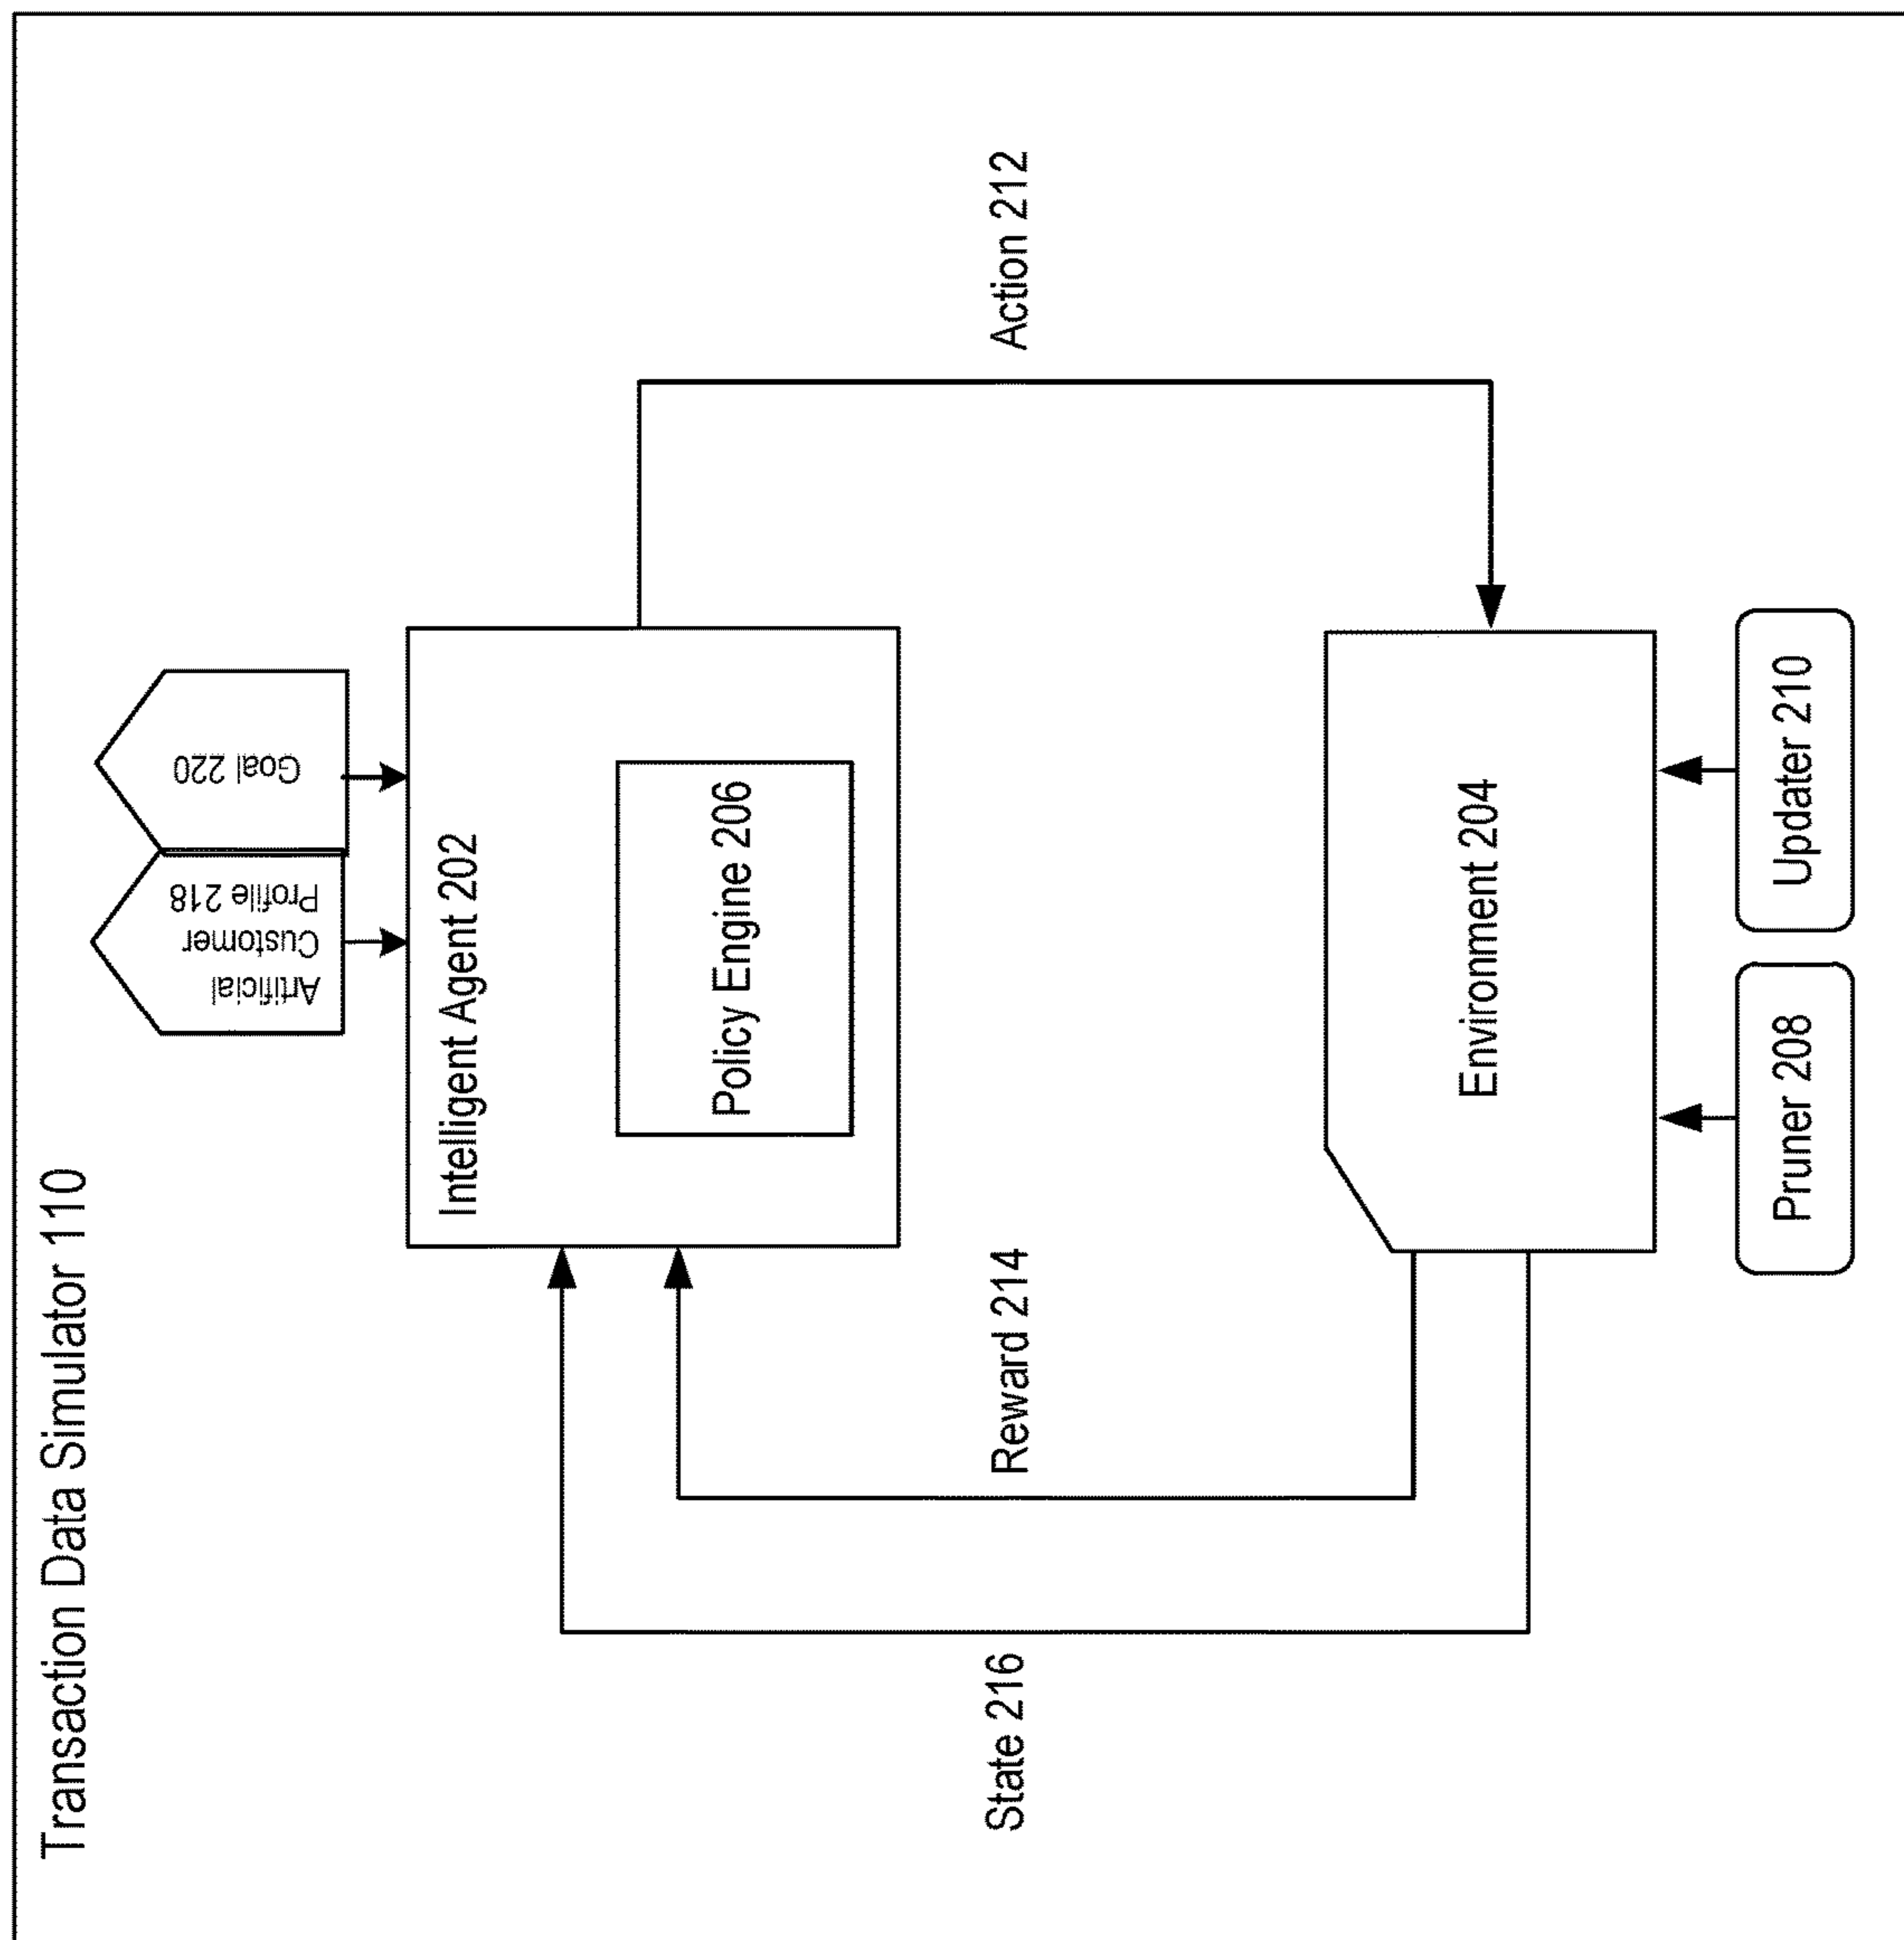 Transaction Data Simulator 110
Artificial
Customer
Profile 218
Goal 220
Intelligent Agent 202
Policy Engine 206
State 216
Reward 214
Action 212
Environment 204
Pruner 208
Updater 210